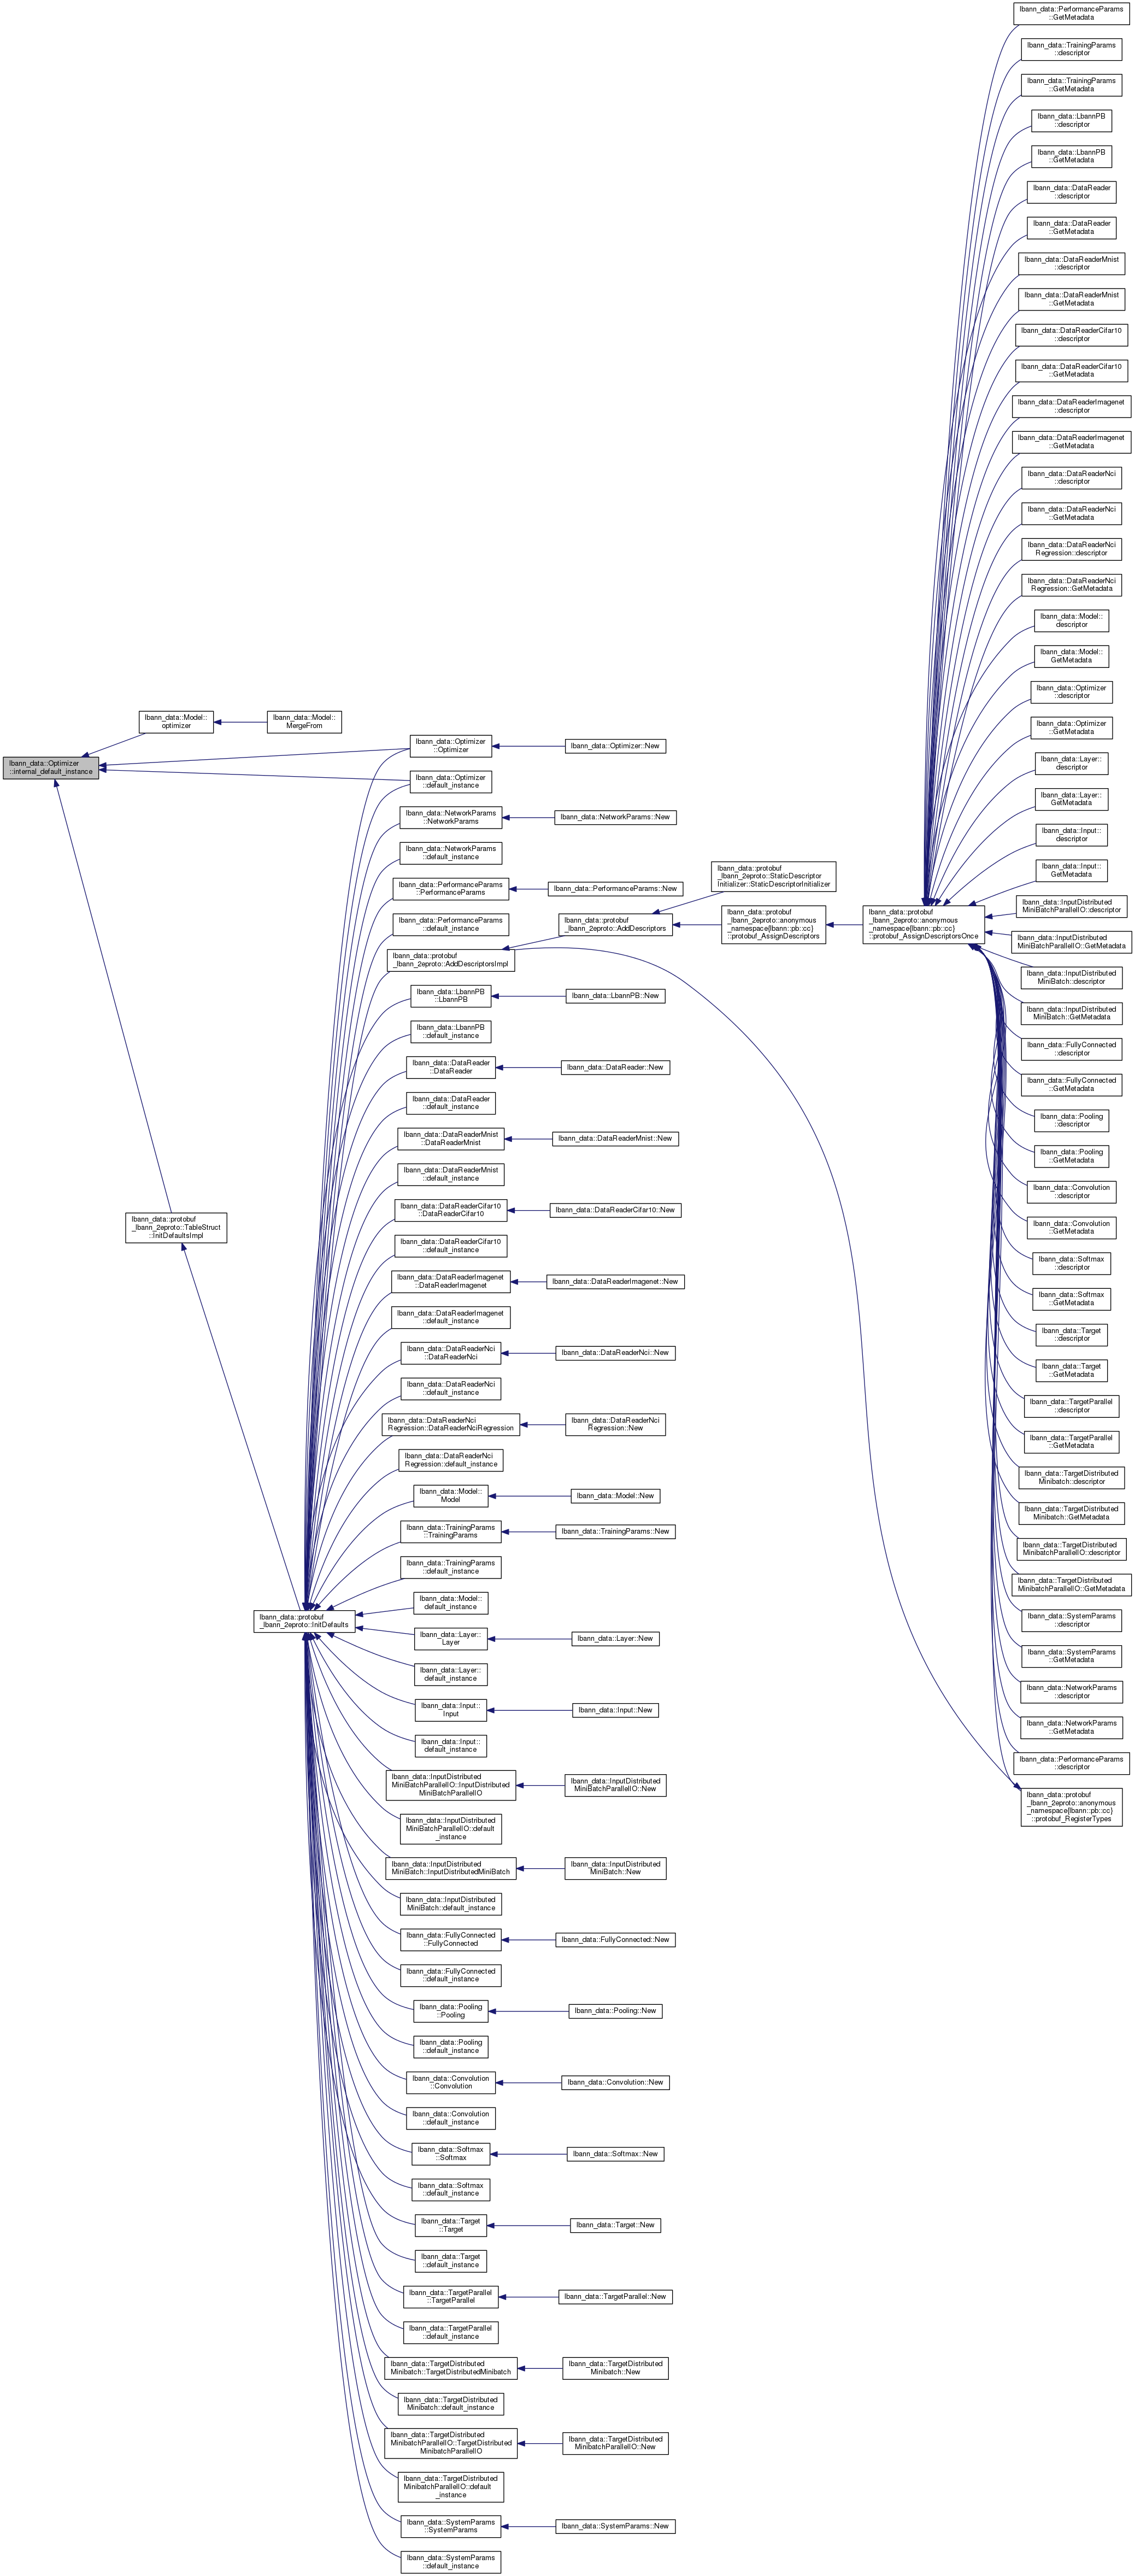 lbann_data::Optimizer
::internal_default_instance
lbann_data::Model::
optimizer
lbann_data::Model::
MergeFrom
lbann_data::protobuf
_lbann_2eproto::TableStruct
::InitDefaultsImpl
lbann_data::protobuf
_lbann_2eproto::InitDefaults
lbann_data::Optimizer
::Optimizer
lbann_data::Optimizer::New
lbann_data::Optimizer
::default_instance
lbann_data::NetworkParams
::NetworkParams
lbann_data::NetworkParams::New
lbann_data::NetworkParams
::default_instance
lbann_data::PerformanceParams
::PerformanceParams
lbann_data::PerformanceParams::New
lbann_data::PerformanceParams
::default_instance
lbann_data::protobuf
_lbann_2eproto::AddDescriptorsImpl
lbann_data::protobuf
_lbann_2eproto::AddDescriptors
lbann_data::protobuf
_lbann_2eproto::StaticDescriptor
Initializer::StaticDescriptorInitializer
lbann_data::protobuf
_lbann_2eproto::anonymous
_namespace{lbann::pb::cc}
::protobuf_AssignDescriptors
lbann_data::protobuf
_lbann_2eproto::anonymous
_namespace{lbann::pb::cc}
::protobuf_AssignDescriptorsOnce
lbann_data::LbannPB
::LbannPB
lbann_data::LbannPB::New
lbann_data::LbannPB
::default_instance
lbann_data::DataReader
::DataReader
lbann_data::DataReader::New
lbann_data::DataReader
::default_instance
lbann_data::DataReaderMnist
::DataReaderMnist
lbann_data::DataReaderMnist::New
lbann_data::DataReaderMnist
::default_instance
lbann_data::DataReaderCifar10
::DataReaderCifar10
lbann_data::DataReaderCifar10::New
lbann_data::DataReaderCifar10
::default_instance
lbann_data::DataReaderImagenet
::DataReaderImagenet
lbann_data::DataReaderImagenet::New
lbann_data::DataReaderImagenet
::default_instance
lbann_data::DataReaderNci
::DataReaderNci
lbann_data::DataReaderNci::New
lbann_data::DataReaderNci
::default_instance
lbann_data::DataReaderNci
Regression::DataReaderNciRegression
lbann_data::DataReaderNci
Regression::New
lbann_data::DataReaderNci
Regression::default_instance
lbann_data::Model::
Model
lbann_data::Model::New
lbann_data::TrainingParams
::TrainingParams
lbann_data::TrainingParams::New
lbann_data::TrainingParams
::default_instance
lbann_data::Model::
default_instance
lbann_data::Layer::
Layer
lbann_data::Layer::New
lbann_data::Layer::
default_instance
lbann_data::Input::
Input
lbann_data::Input::New
lbann_data::Input::
default_instance
lbann_data::InputDistributed
MiniBatchParallelIO::InputDistributed
MiniBatchParallelIO
lbann_data::InputDistributed
MiniBatchParallelIO::New
lbann_data::InputDistributed
MiniBatchParallelIO::default
_instance
lbann_data::InputDistributed
MiniBatch::InputDistributedMiniBatch
lbann_data::InputDistributed
MiniBatch::New
lbann_data::InputDistributed
MiniBatch::default_instance
lbann_data::FullyConnected
::FullyConnected
lbann_data::FullyConnected::New
lbann_data::FullyConnected
::default_instance
lbann_data::Pooling
::Pooling
lbann_data::Pooling::New
lbann_data::Pooling
::default_instance
lbann_data::Convolution
::Convolution
lbann_data::Convolution::New
lbann_data::Convolution
::default_instance
lbann_data::Softmax
::Softmax
lbann_data::Softmax::New
lbann_data::Softmax
::default_instance
lbann_data::Target
::Target
lbann_data::Target::New
lbann_data::Target
::default_instance
lbann_data::TargetParallel
::TargetParallel
lbann_data::TargetParallel::New
lbann_data::TargetParallel
::default_instance
lbann_data::TargetDistributed
Minibatch::TargetDistributedMinibatch
lbann_data::TargetDistributed
Minibatch::New
lbann_data::TargetDistributed
Minibatch::default_instance
lbann_data::TargetDistributed
MinibatchParallelIO::TargetDistributed
MinibatchParallelIO
lbann_data::TargetDistributed
MinibatchParallelIO::New
lbann_data::TargetDistributed
MinibatchParallelIO::default
_instance
lbann_data::SystemParams
::SystemParams
lbann_data::SystemParams::New
lbann_data::SystemParams
::default_instance
lbann_data::PerformanceParams
::GetMetadata
lbann_data::TrainingParams
::descriptor
lbann_data::TrainingParams
::GetMetadata
lbann_data::LbannPB
::descriptor
lbann_data::LbannPB
::GetMetadata
lbann_data::DataReader
::descriptor
lbann_data::DataReader
::GetMetadata
lbann_data::DataReaderMnist
::descriptor
lbann_data::DataReaderMnist
::GetMetadata
lbann_data::DataReaderCifar10
::descriptor
lbann_data::DataReaderCifar10
::GetMetadata
lbann_data::DataReaderImagenet
::descriptor
lbann_data::DataReaderImagenet
::GetMetadata
lbann_data::DataReaderNci
::descriptor
lbann_data::DataReaderNci
::GetMetadata
lbann_data::DataReaderNci
Regression::descriptor
lbann_data::DataReaderNci
Regression::GetMetadata
lbann_data::Model::
descriptor
lbann_data::Model::
GetMetadata
lbann_data::Optimizer
::descriptor
lbann_data::Optimizer
::GetMetadata
lbann_data::Layer::
descriptor
lbann_data::Layer::
GetMetadata
lbann_data::Input::
descriptor
lbann_data::Input::
GetMetadata
lbann_data::InputDistributed
MiniBatchParallelIO::descriptor
lbann_data::InputDistributed
MiniBatchParallelIO::GetMetadata
lbann_data::InputDistributed
MiniBatch::descriptor
lbann_data::InputDistributed
MiniBatch::GetMetadata
lbann_data::FullyConnected
::descriptor
lbann_data::FullyConnected
::GetMetadata
lbann_data::Pooling
::descriptor
lbann_data::Pooling
::GetMetadata
lbann_data::Convolution
::descriptor
lbann_data::Convolution
::GetMetadata
lbann_data::Softmax
::descriptor
lbann_data::Softmax
::GetMetadata
lbann_data::Target
::descriptor
lbann_data::Target
::GetMetadata
lbann_data::TargetParallel
::descriptor
lbann_data::TargetParallel
::GetMetadata
lbann_data::TargetDistributed
Minibatch::descriptor
lbann_data::TargetDistributed
Minibatch::GetMetadata
lbann_data::TargetDistributed
MinibatchParallelIO::descriptor
lbann_data::TargetDistributed
MinibatchParallelIO::GetMetadata
lbann_data::SystemParams
::descriptor
lbann_data::SystemParams
::GetMetadata
lbann_data::NetworkParams
::descriptor
lbann_data::NetworkParams
::GetMetadata
lbann_data::PerformanceParams
::descriptor
lbann_data::protobuf
_lbann_2eproto::anonymous
_namespace{lbann::pb::cc}
::protobuf_RegisterTypes